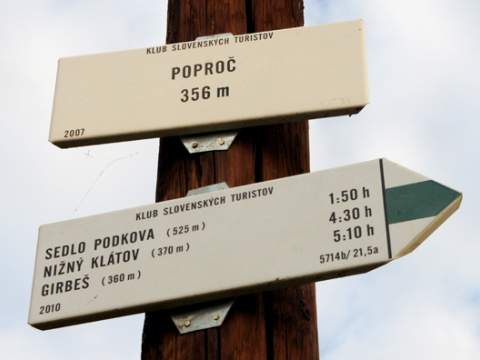 KLUB SLOVENSKÝCH TURISTOV
POPROČ
356 m
2007
KLUB SLOVENSKÝCH TURISTOV
SEDLO PODKOVA (525 m) 1:50 h
NIŽNÝ KLÁTOV (370 m) 4:30 h
GIRBEŠ (360 m) 5:10 h
2010 5714b/21,5a